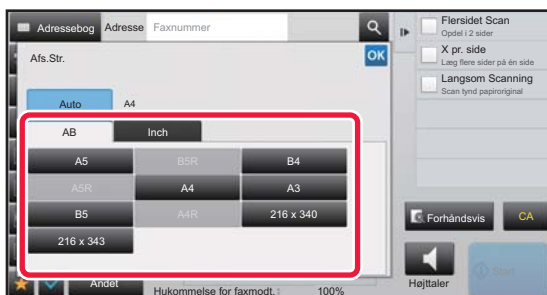 Adressebog Adresse Faxnummer
Afs.Str.
OK
Auto A4
AB Inch
A5 B5R B4
A5R A4 A3
B5 A4R 216 x 340
216 x 343
Andet
Hukommelse for faxmodt. : 100%
Flersidet Scan
Opdel i 2 sider
X pr. side
Læg flere sider på én side
Langsom Scanning
Scan tynd papiroriginal
Forhåndsvis CA
Højttaler
Start